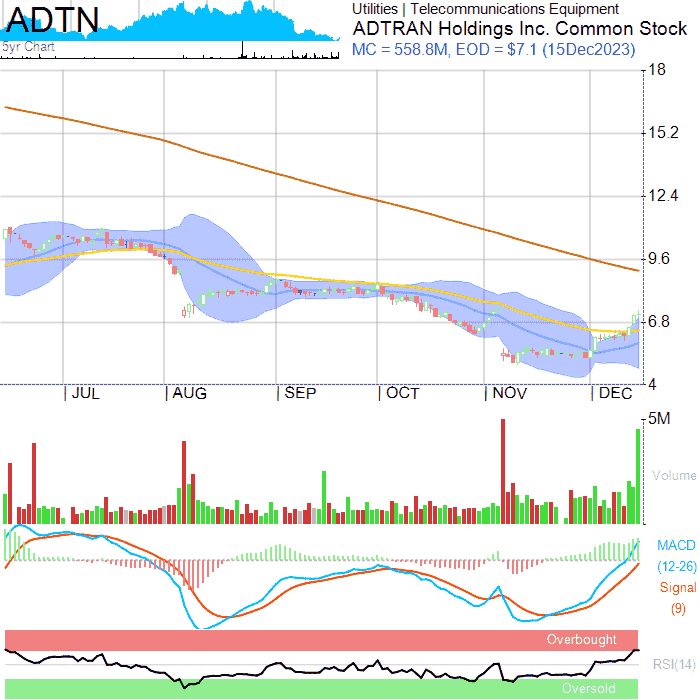 ADTN
5yr Chart
Utilities | Telecommunications Equipment
ADTRAN Holdings Inc. Common Stock
MC = 558.8M, EOD = $7.1 (15Dec2023)
18
15.2
12.4
9.6
6.8
4
| JUL | AUG | SEP | OCT | NOV | DEC
5M
Volume
MACD
(12-26)
Signal
(9)
Overbought
RSI(14)
Oversold